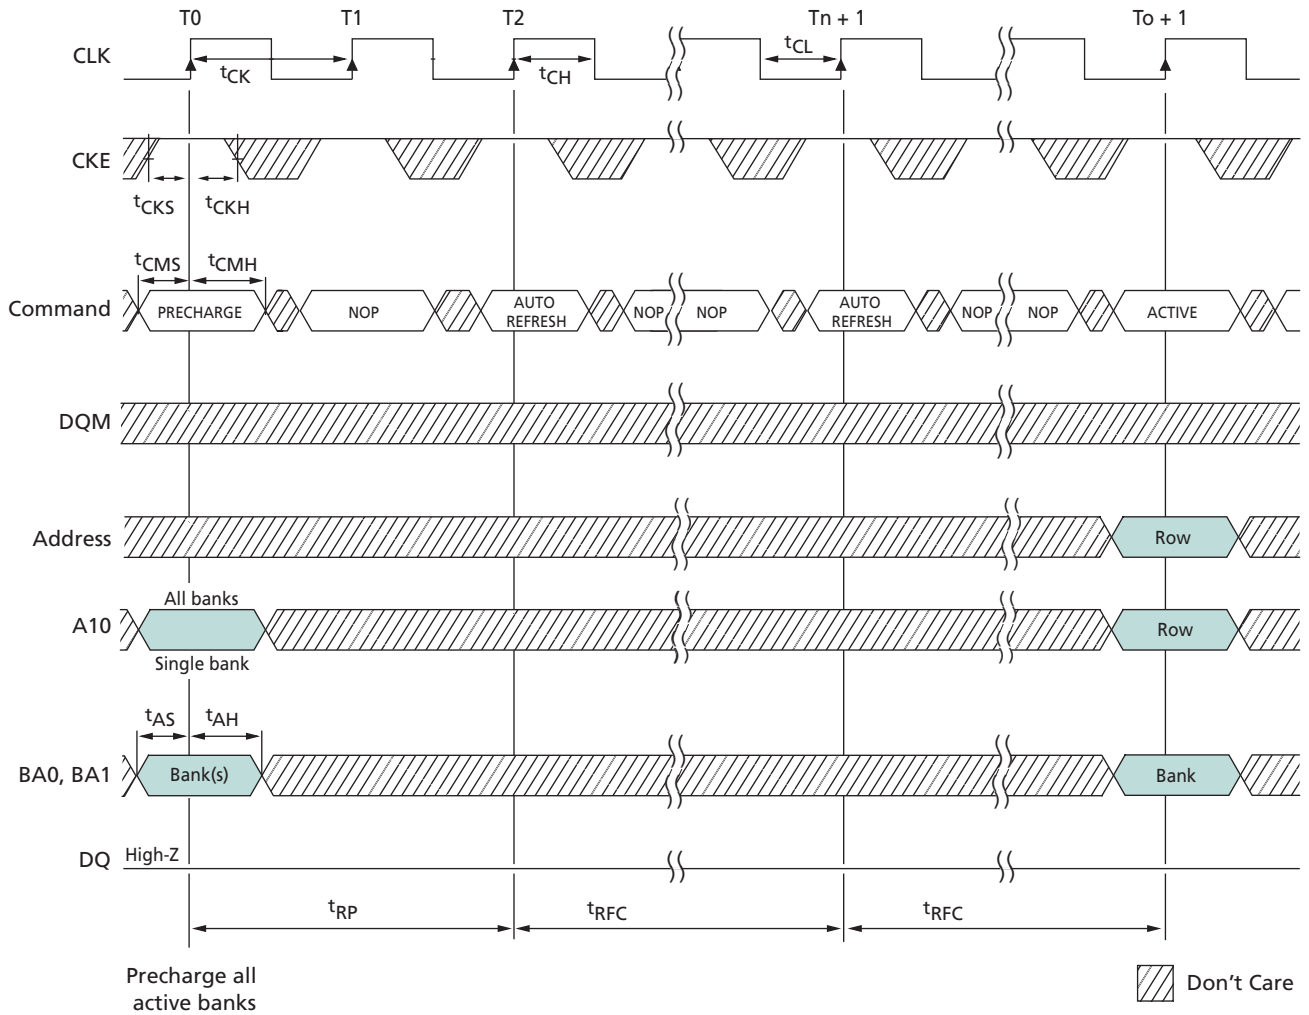 T0 T1 T2 Tn + 1 To + 1
CLK
tCK tCH tCL
CKE
tCKS tCKH
tCMS tCMH
Command PRECHARGE NOP AUTO REFRESH NOP NOP AUTO REFRESH NOP NOP ACTIVE
DQM
Address Row
All banks
A10 Row
Single bank
tAS tAH
BA0, BA1 Bank(s) Bank
DQ High-Z
tRP tRFC tRFC
Precharge all
active banks
Don't Care